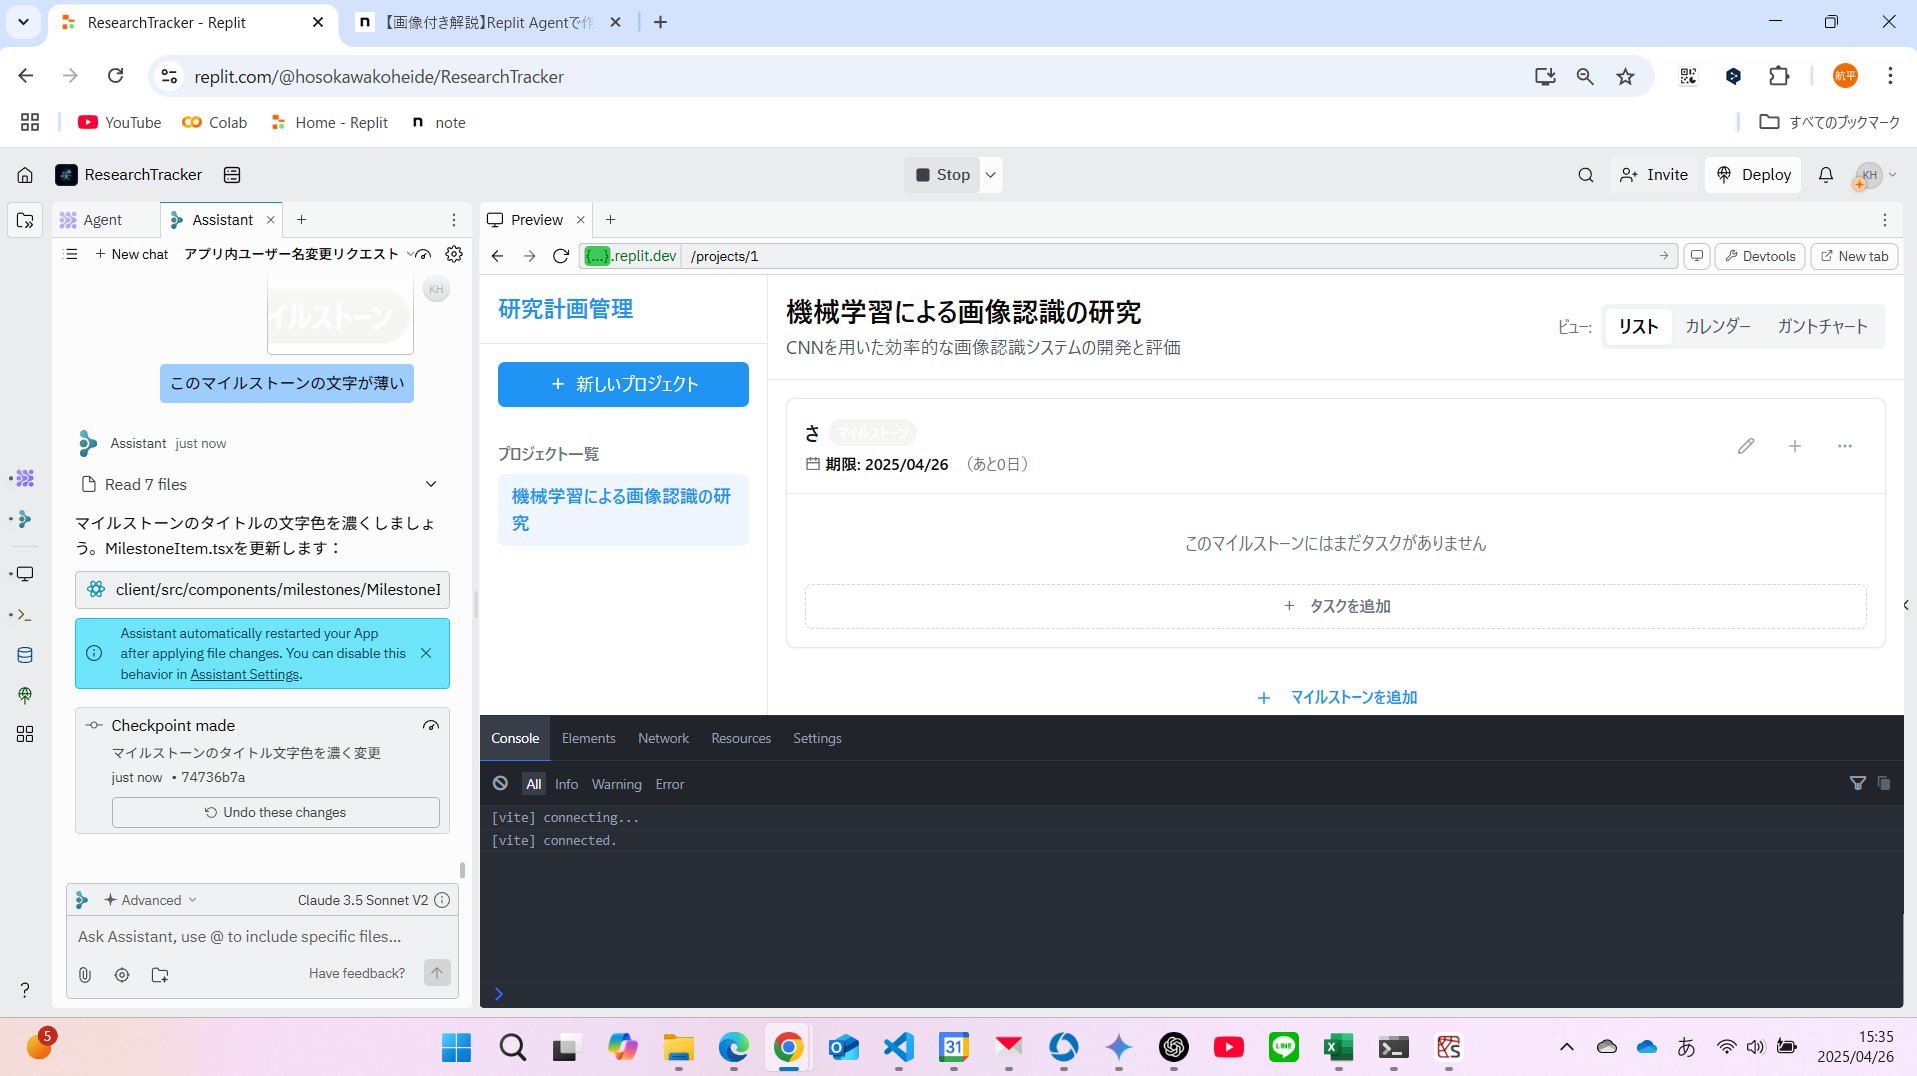 ResearchTracker - Replit
【画像付き解説】Replit Agentで作
replit.com/@hosokawakoheide/ResearchTracker
航平
YouTube
Colab
Home - Replit
note
すべてのブックマーク
ResearchTracker
Stop
Invite
Deploy
KH
Agent
Assistant
Preview
New chat
アプリ内ユーザー名変更リクエスト
{...}.replit.dev
/projects/1
Devtools
New tab
イルストーン
KH
このマイルストーンの文字が薄い
Assistant just now
Read 7 files
マイルストーンのタイトルの文字色を濃くしましょ
う。MilestoneItem.tsxを更新します：
client/src/components/milestones/MilestoneI
Assistant automatically restarted your App
after applying file changes. You can disable this
behavior in Assistant Settings.
Checkpoint made
マイルストーンのタイトル文字色を濃く変更
just now • 74736b7a
Undo these changes
Advanced
Claude 3.5 Sonnet V2
Ask Assistant, use @ to include specific files...
Have feedback?
研究計画管理
+ 新しいプロジェクト
プロジェクト一覧
機械学習による画像認識の研
究
機械学習による画像認識の研究
CNNを用いた効率的な画像認識システムの開発と評価
ビュー:
リスト
カレンダー
ガントチャート
さ
マイルストーン
期限: 2025/04/26 （あと0日）
このマイルストーンにはまだタスクがありません
+ タスクを追加
+ マイルストーンを追加
Console
Elements
Network
Resources
Settings
All
Info
Warning
Error
[vite] connecting...
[vite] connected.
5
31
LINE
あ
15:35
2025/04/26